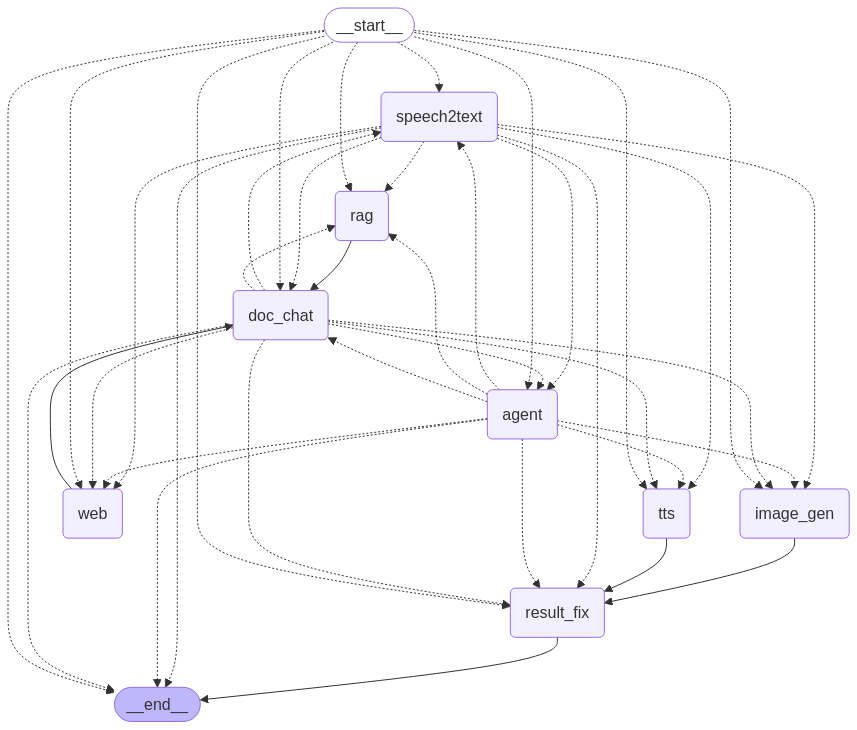 __start__
speech2text
rag
doc_chat
agent
web
tts
image_gen
result_fix
__end__